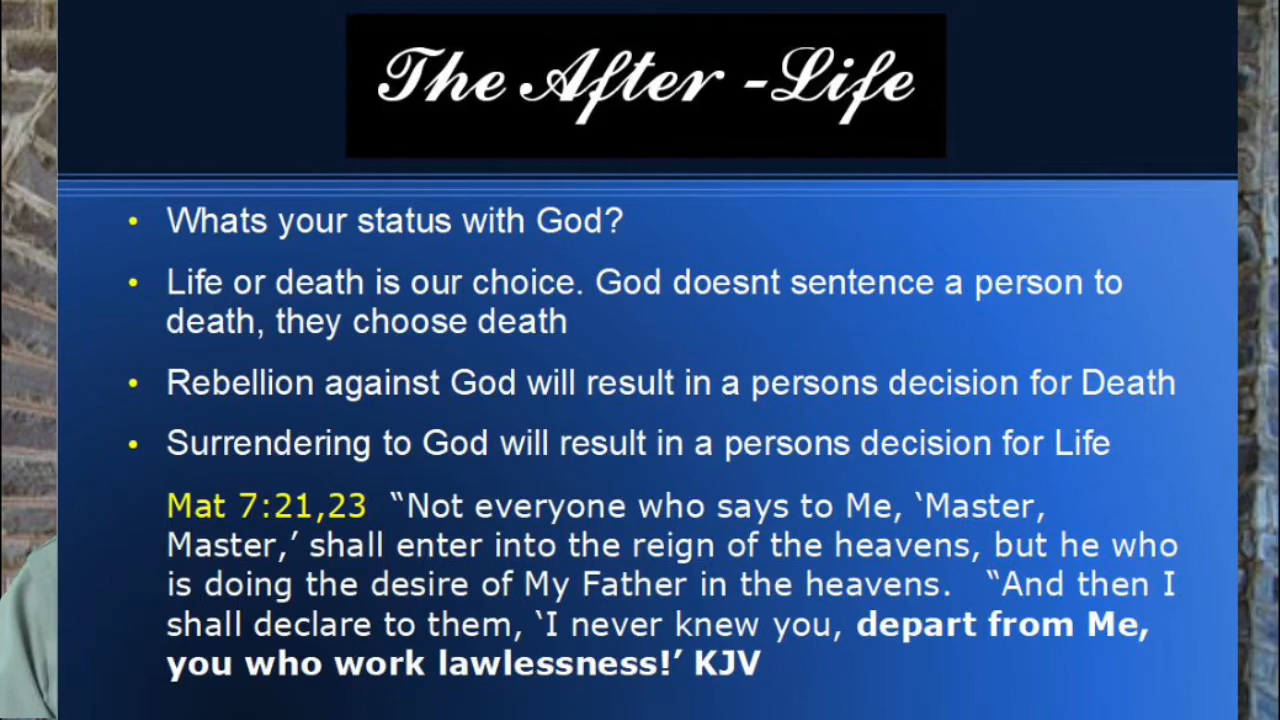 The After -Life
• Whats your status with God?
• Life or death is our choice. God doesnt sentence a person to
death, they choose death
• Rebellion against God will result in a persons decision for Death
• Surrendering to God will result in a persons decision for Life
Mat 7:21,23 “Not everyone who says to Me, ‘Master,
Master,’ shall enter into the reign of the heavens, but he who
is doing the desire of My Father in the heavens. “And then I
shall declare to them, ‘I never knew you, depart from Me,
you who work lawlessness!’ KJV